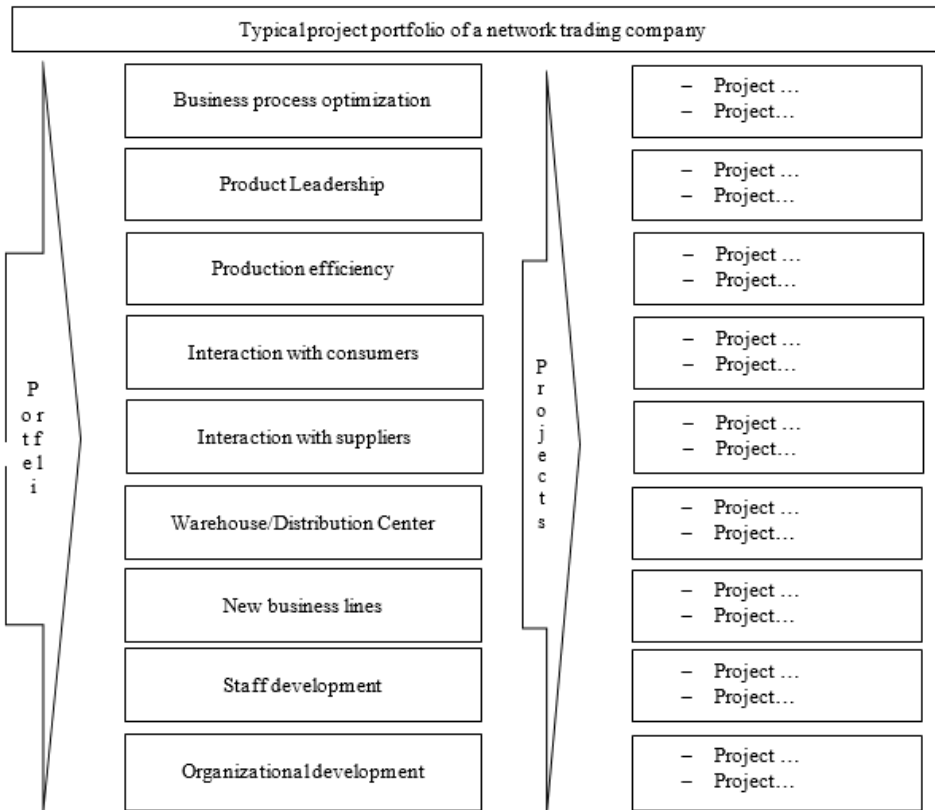 Typical project portfolio of a network trading company
P
o r
t f
e l
i
Business process optimization
Product Leadership
Production efficiency
Interaction with consumers
Interaction with suppliers
Warehouse/Distribution Center
New business lines
Staff development
Organizational development
P
r
o
j
e
c
t
s
– Project …
– Project…
– Project …
– Project…
– Project …
– Project…
– Project …
– Project…
– Project …
– Project…
– Project …
– Project…
– Project …
– Project…
– Project …
– Project…
– Project …
– Project…